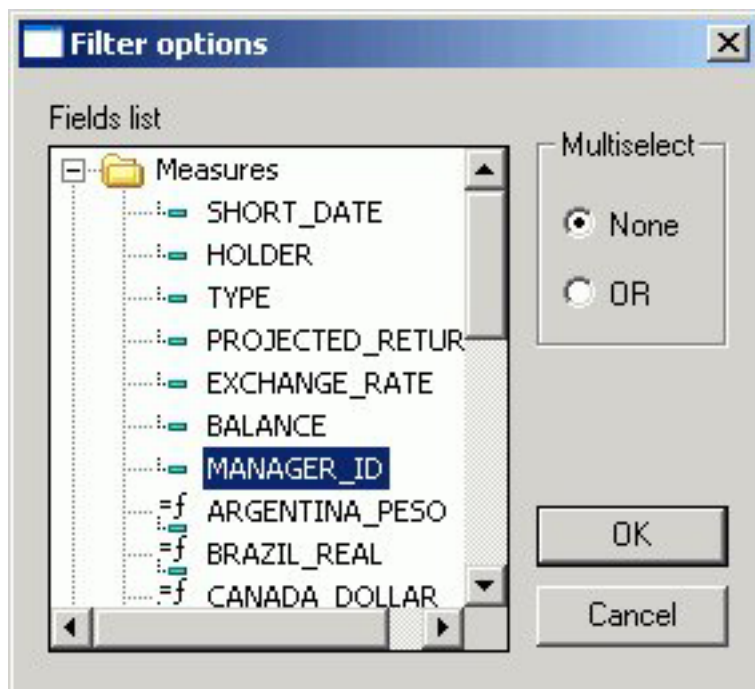 Filter options
Fields list
Measures
SHORT_DATE
HOLDER
TYPE
PROJECTED_RETUR
EXCHANGE_RATE
BALANCE
MANAGER_ID
=f ARGENTINA_PESO
=f BRAZIL_REAL
=f CANADA_DOLLAR
Multiselect
None
OR
OK
Cancel